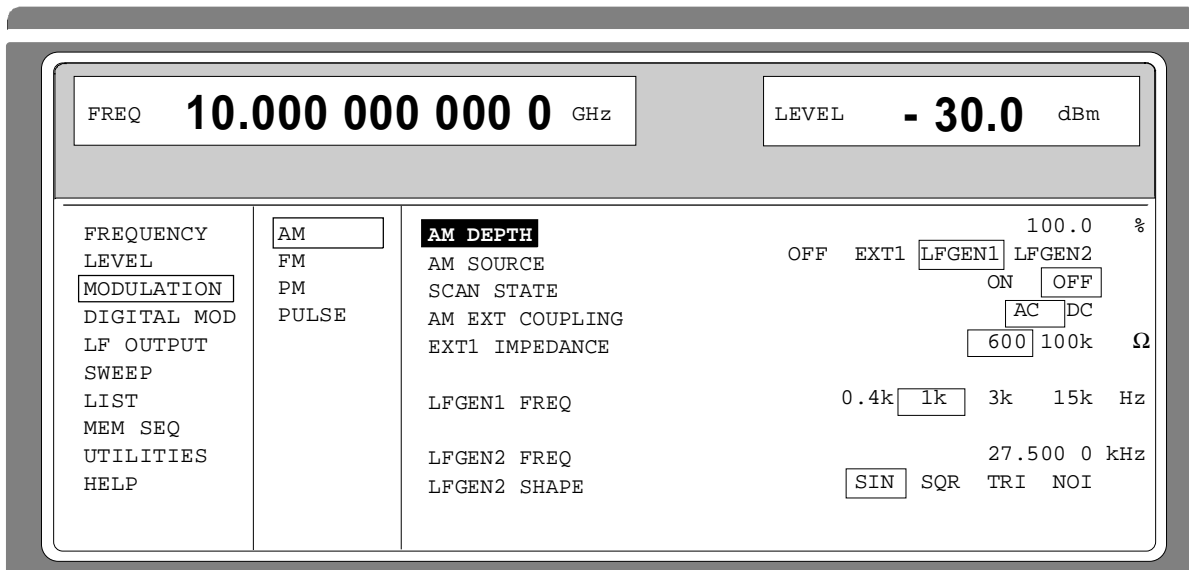 FREQ 10.000 000 000 0 GHz
LEVEL - 30.0 dBm
FREQUENCY
LEVEL
MODULATION
DIGITAL MOD
LF OUTPUT
SWEEP
LIST
MEM SEQ
UTILITIES
HELP
AM
FM
PM
PULSE
AM DEPTH 100.0 %
AM SOURCE OFF EXT1 LFGEN1 LFGEN2
SCAN STATE ON OFF
AM EXT COUPLING AC DC
EXT1 IMPEDANCE 600 100k Ω
LFGEN1 FREQ 0.4k 1k 3k 15k Hz
LFGEN2 FREQ 27.500 0 kHz
LFGEN2 SHAPE SIN SQR TRI NOI